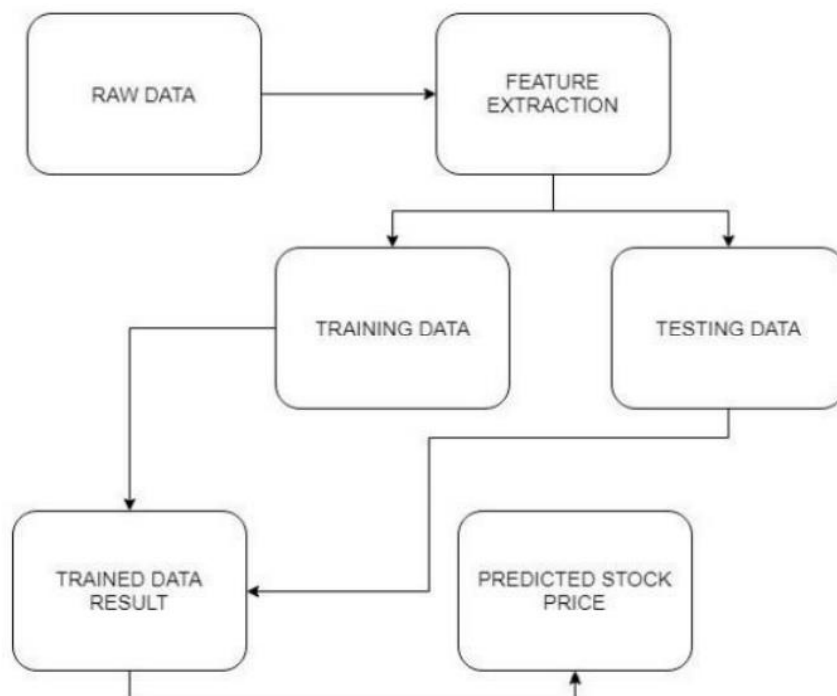 RAW DATA
FEATURE
EXTRACTION
TRAINING DATA
TESTING DATA
TRAINED DATA
RESULT
PREDICTED STOCK
PRICE